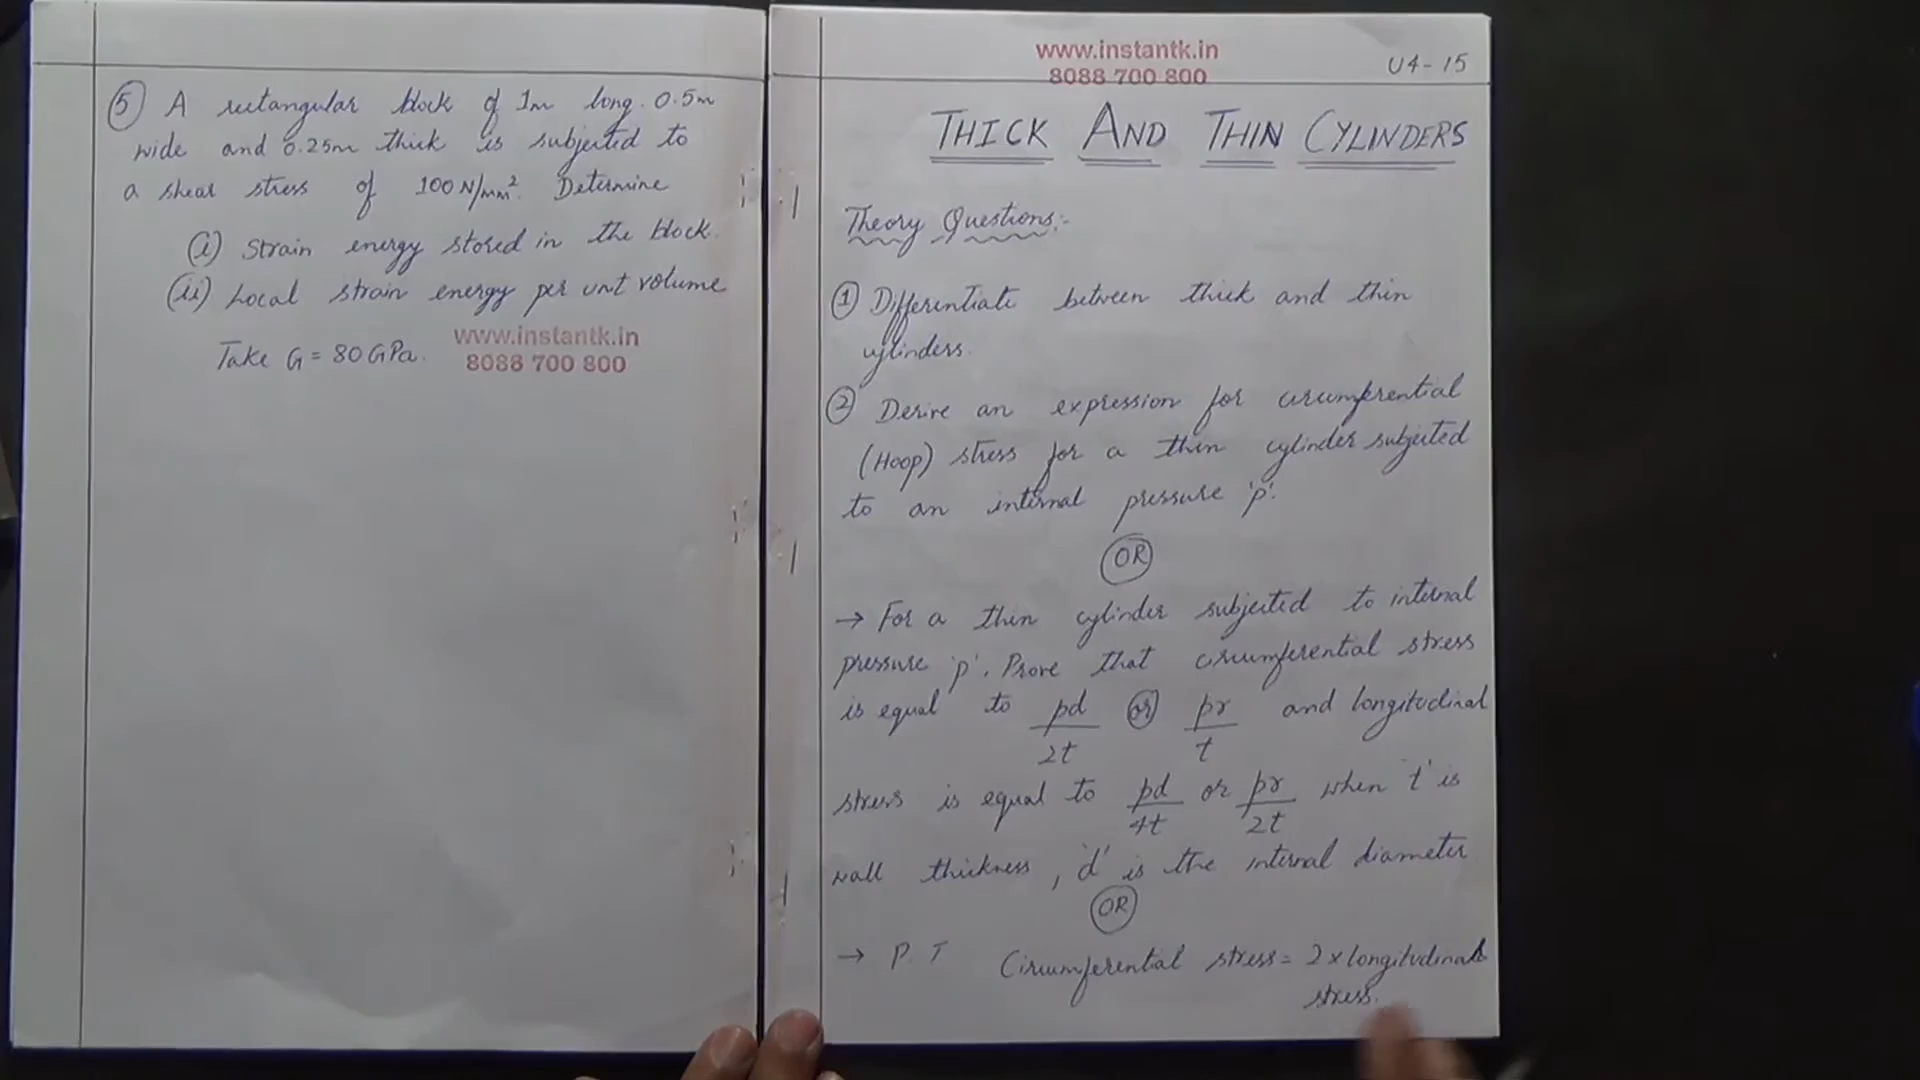 5 A rectangular block of 1m long. 0.5m
wide and 0.25m thick is subjected to
a shear stress of 100 N/mm². Determine
(i) Strain energy stored in the block.
(ii) Local strain energy per unt volume
Take G = 80 GPa.
www.instantk.in
8088 700 800
www.instantk.in
8088 700 800
U4-15
THICK AND THIN CYLINDERS
Theory Questions:-
1 Differentiate between thick and thin
cylinders.
2 Derive an expression for circumferential
(Hoop) stress for a thin cylinder subjected
to an internal pressure 'p'.
OR
→ For a thin cylinder subjected to internal
pressure 'p'. Prove that circumferential stress
is equal to pd/2t or pr/t and longitudinal
stress is equal to pd/4t or pr/2t when 't' is
wall thickness, 'd' is the internal diameter
OR
→ P.T Circumferential stress = 2 x longitudinal
stress.